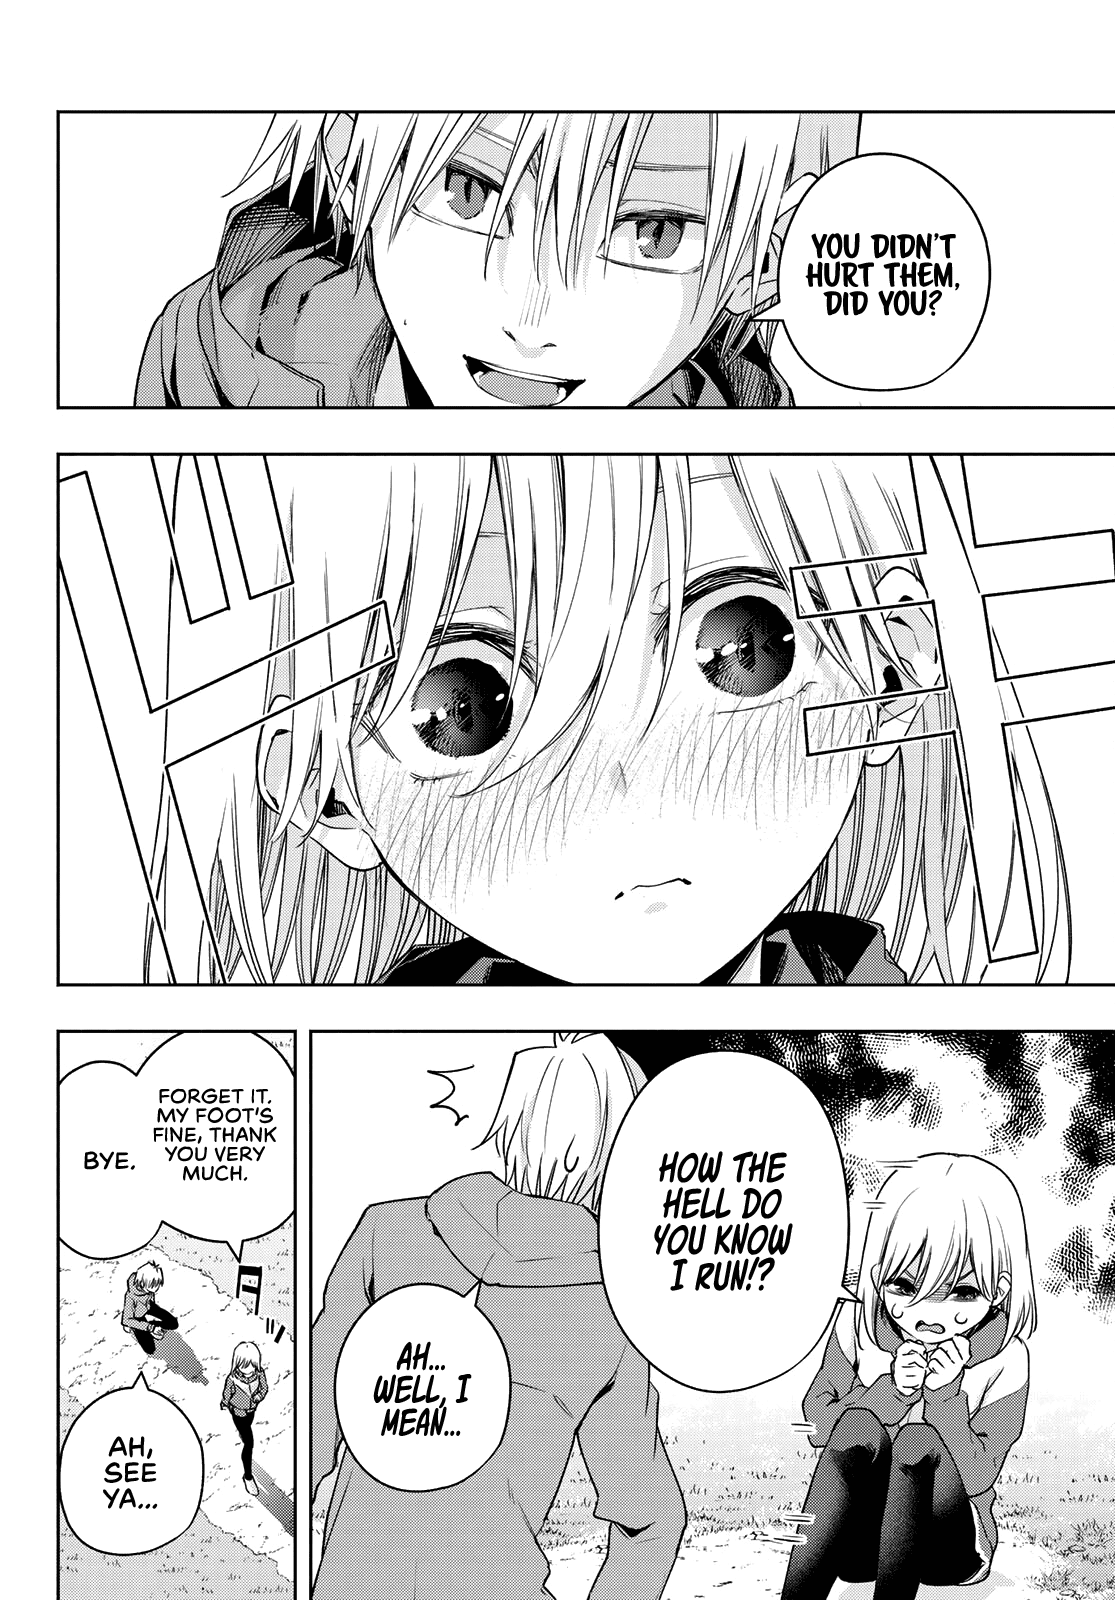 YOU DIDN'T
HURT THEM,
DID YOU?
HOW THE
HELL DO
YOU KNOW
I RUN!?
AH...
WELL, I
MEAN...
FORGET IT.
MY FOOT'S
FINE, THANK
YOU VERY
MUCH.
BYE.
AH,
SEE
YA...